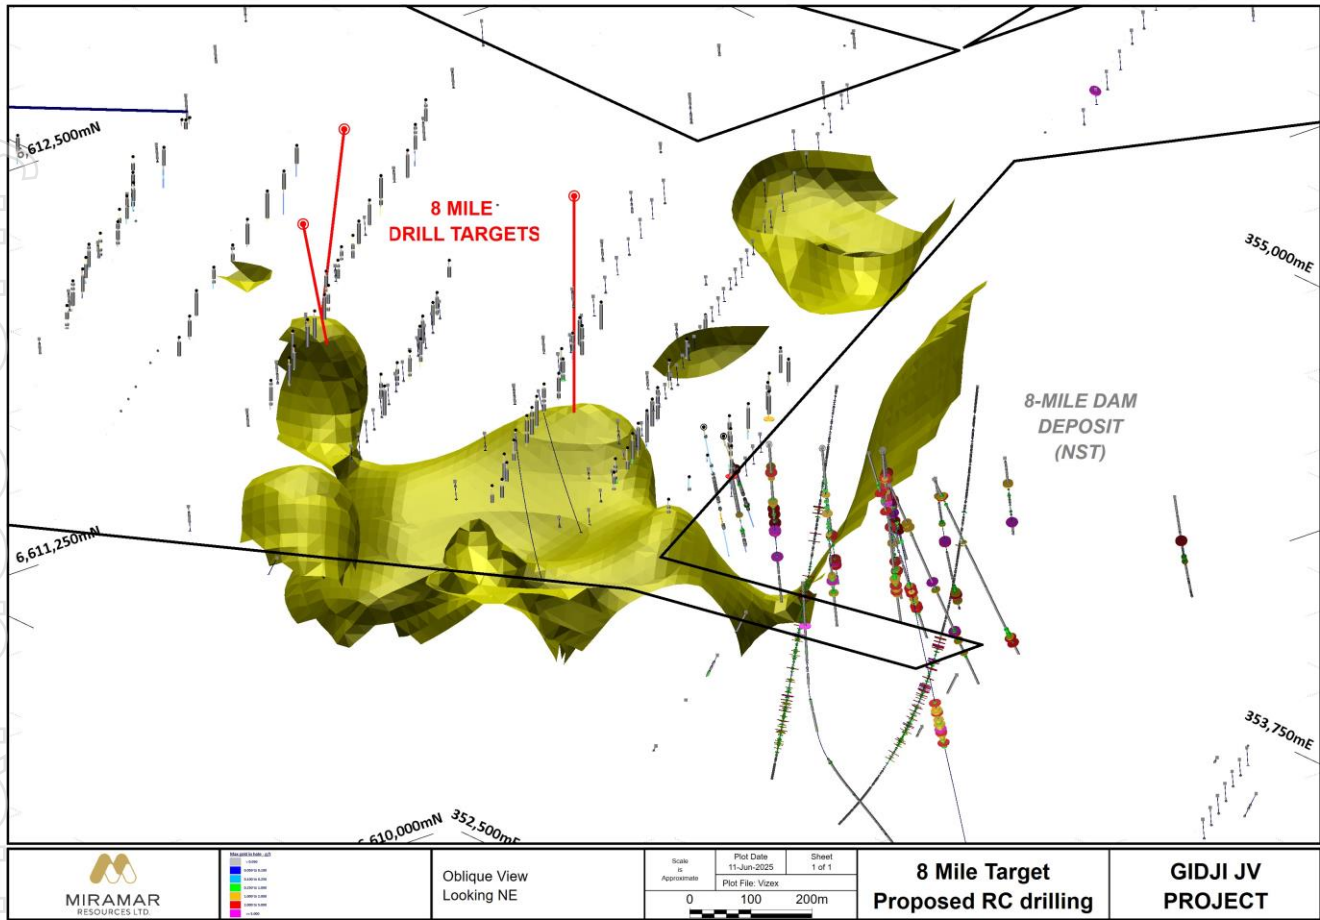 ,612,500mN
8 MILE
DRILL TARGETS
355,000mE
8-MILE DAM
DEPOSIT
(NST)
6,611,250mN
353,750mE
6,610,000mN
352,500mE
MIRAMAR
RESOURCES LTD.
Oblique View
Looking NE
Scale
is
Approximate
Plot Date
11-Jun-2025
Sheet
1 of 1
Plot File: Vizex
0 100 200m
8 Mile Target
Proposed RC drilling
GIDJI JV
PROJECT